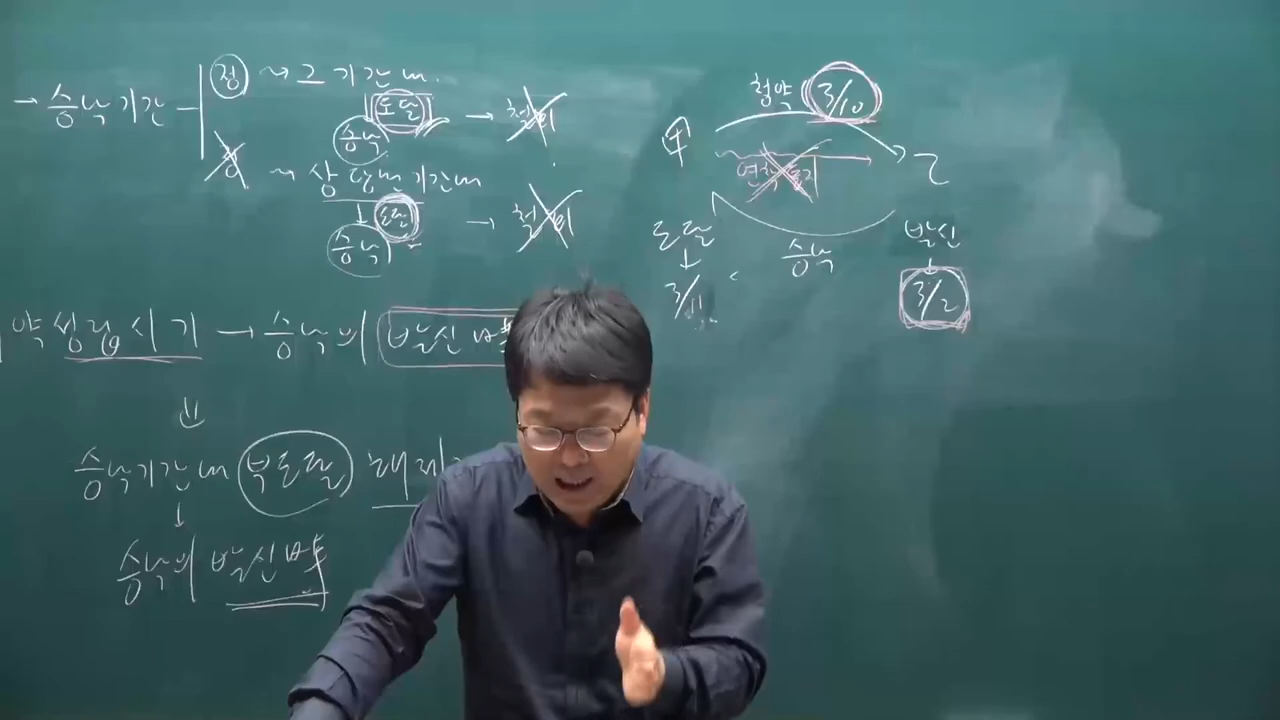 → 승낙기간
정 ~→ 그 기간 내
도달 → 철회
승낙
상당한 기간 내
도달 → 철회
승낙
약 성립시기 → 승낙의 발신
승낙기간 내 부도달 해제
승낙의 발신
청약 3/10
甲
연착통지
乙
도달
승낙
발신
3/11
3/2